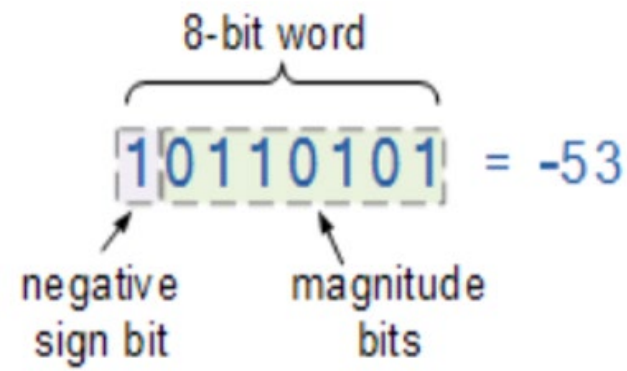 8-bit word
10110101 = -53
negative
sign bit
magnitude
bits